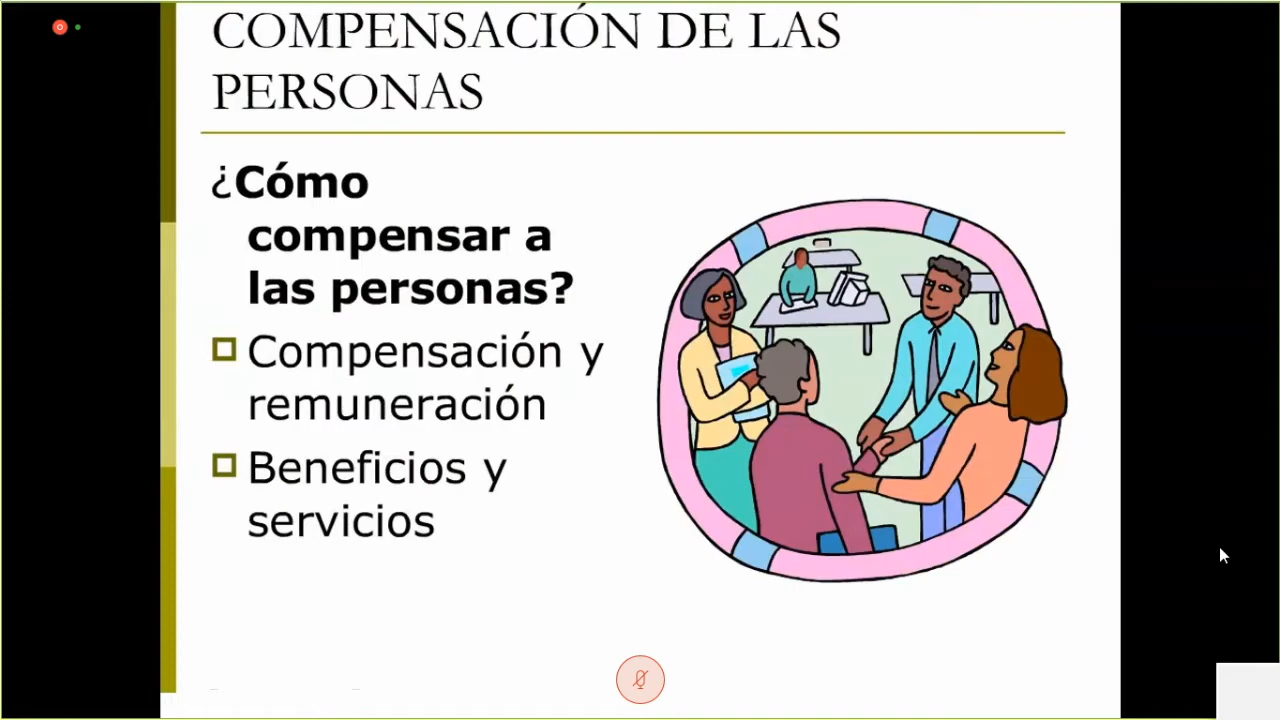 COMPENSACIÓN DE LAS
PERSONAS
¿Cómo
compensar a
las personas?
Compensación y
remuneración
Beneficios y
servicios